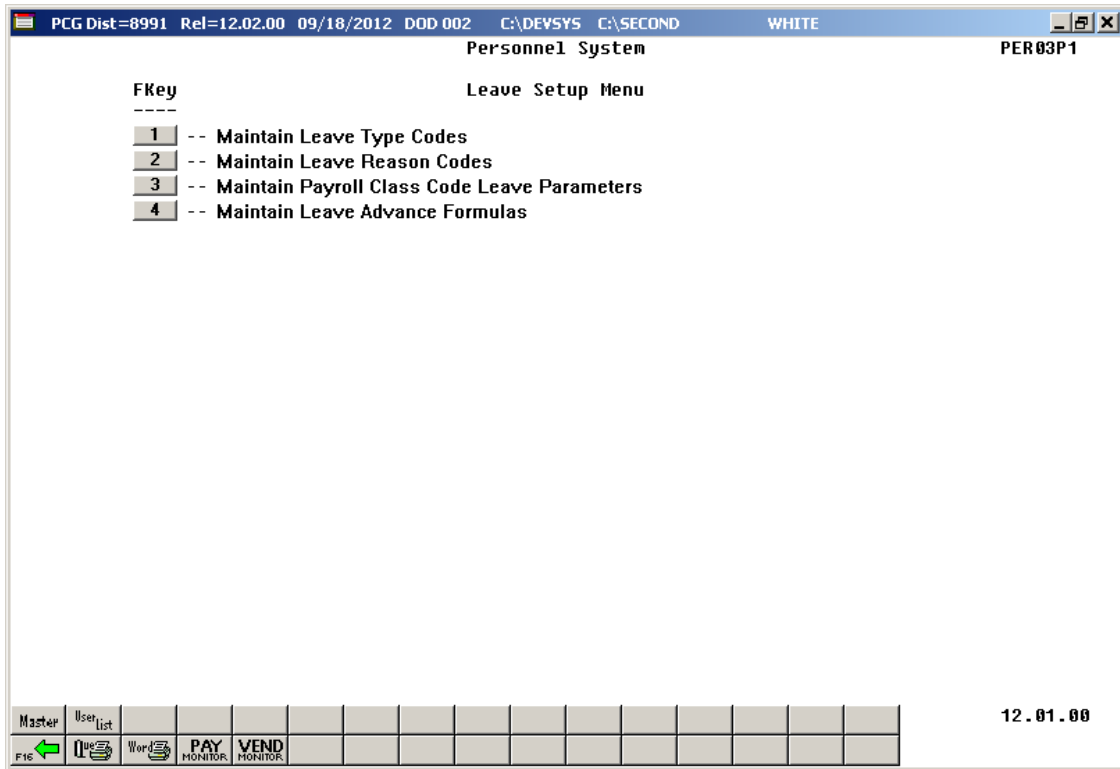 PCG Dist=8991 Rel=12.02.00 09/18/2012 DOD 002 C:\DEVSYS C:\SECOND WHITE
Personnel System PER03P1
FKey Leave Setup Menu
----
1 -- Maintain Leave Type Codes
2 -- Maintain Leave Reason Codes
3 -- Maintain Payroll Class Code Leave Parameters
4 -- Maintain Leave Advance Formulas
Master User List 12.01.00
F16 Que Word PAY MONITOR VEND MONITOR